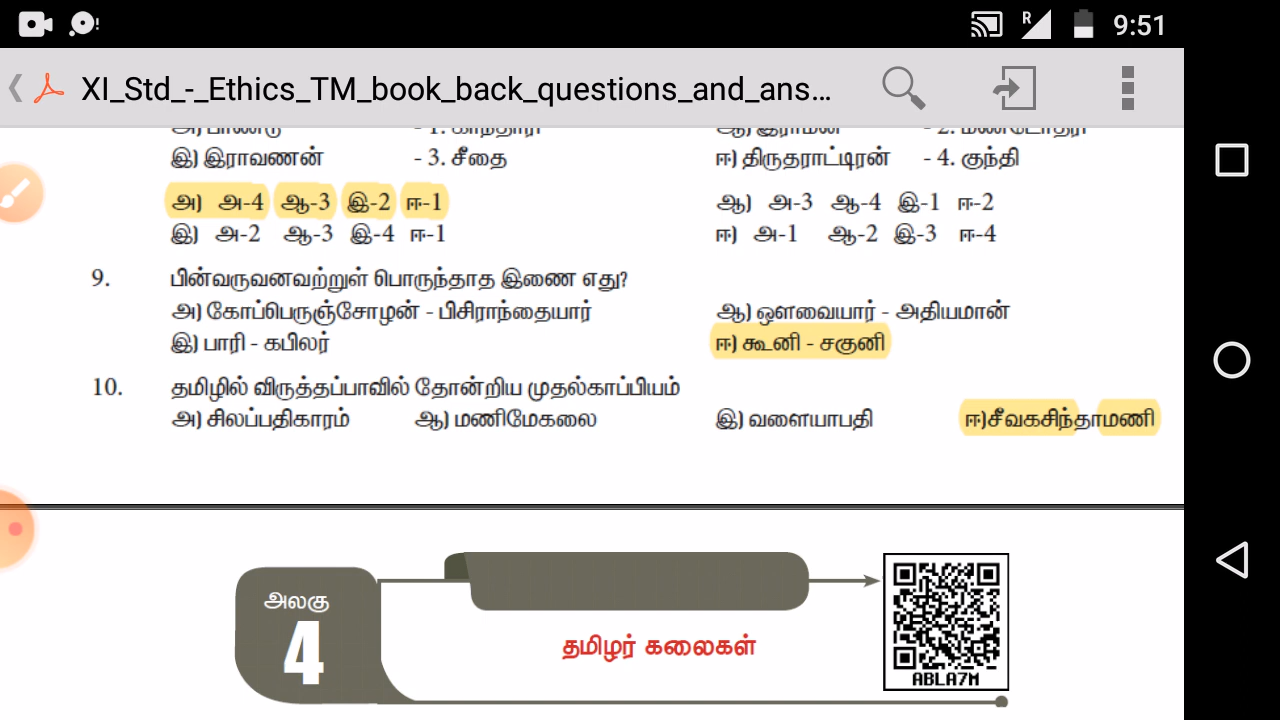 9:51
XI_Std_-_Ethics_TM_book_back_questions_and_ans...
இ) இராவணன் - 3. சீதை ஈ) திருதராட்டிரன் - 4. குந்தி
அ) அ-4 ஆ-3 இ-2 ஈ-1 ஆ) அ-3 ஆ-4 இ-1 ஈ-2
இ) அ-2 ஆ-3 இ-4 ஈ-1 ஈ) அ-1 ஆ-2 இ-3 ஈ-4
9. பின்வருவனவற்றுள் பொருந்தாத இணை எது?
அ) கோப்பெருஞ்சோழன் - பிசிராந்தையார் ஆ) ஔவையார் - அதியமான்
இ) பாரி - கபிலர் ஈ) கூனி - சகுனி
10. தமிழில் விருத்தப்பாவில் தோன்றிய முதல்காப்பியம்
அ) சிலப்பதிகாரம் ஆ) மணிமேகலை இ) வளையாபதி ஈ)சீவகசிந்தாமணி
அலகு
4
தமிழர் கலைகள்
ABLA7M